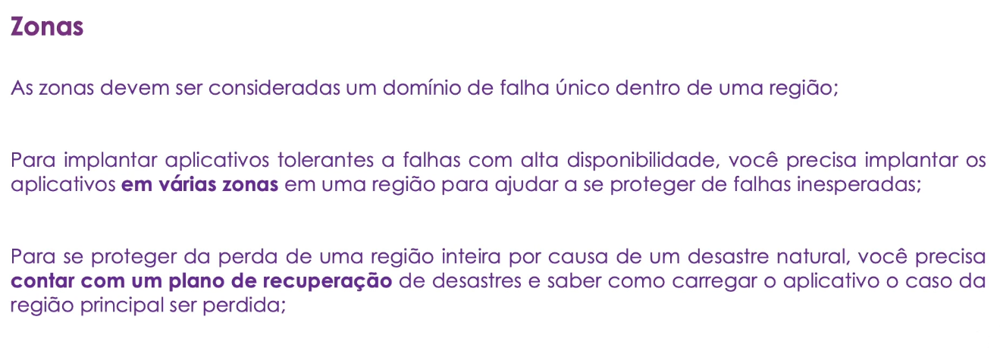 Zonas
As zonas devem ser consideradas um domínio de falha único dentro de uma região;
Para implantar aplicativos tolerantes a falhas com alta disponibilidade, você precisa implantar os
aplicativos em várias zonas em uma região para ajudar a se proteger de falhas inesperadas;
Para se proteger da perda de uma região inteira por causa de um desastre natural, você precisa
contar com um plano de recuperação de desastres e saber como carregar o aplicativo o caso da
região principal ser perdida;